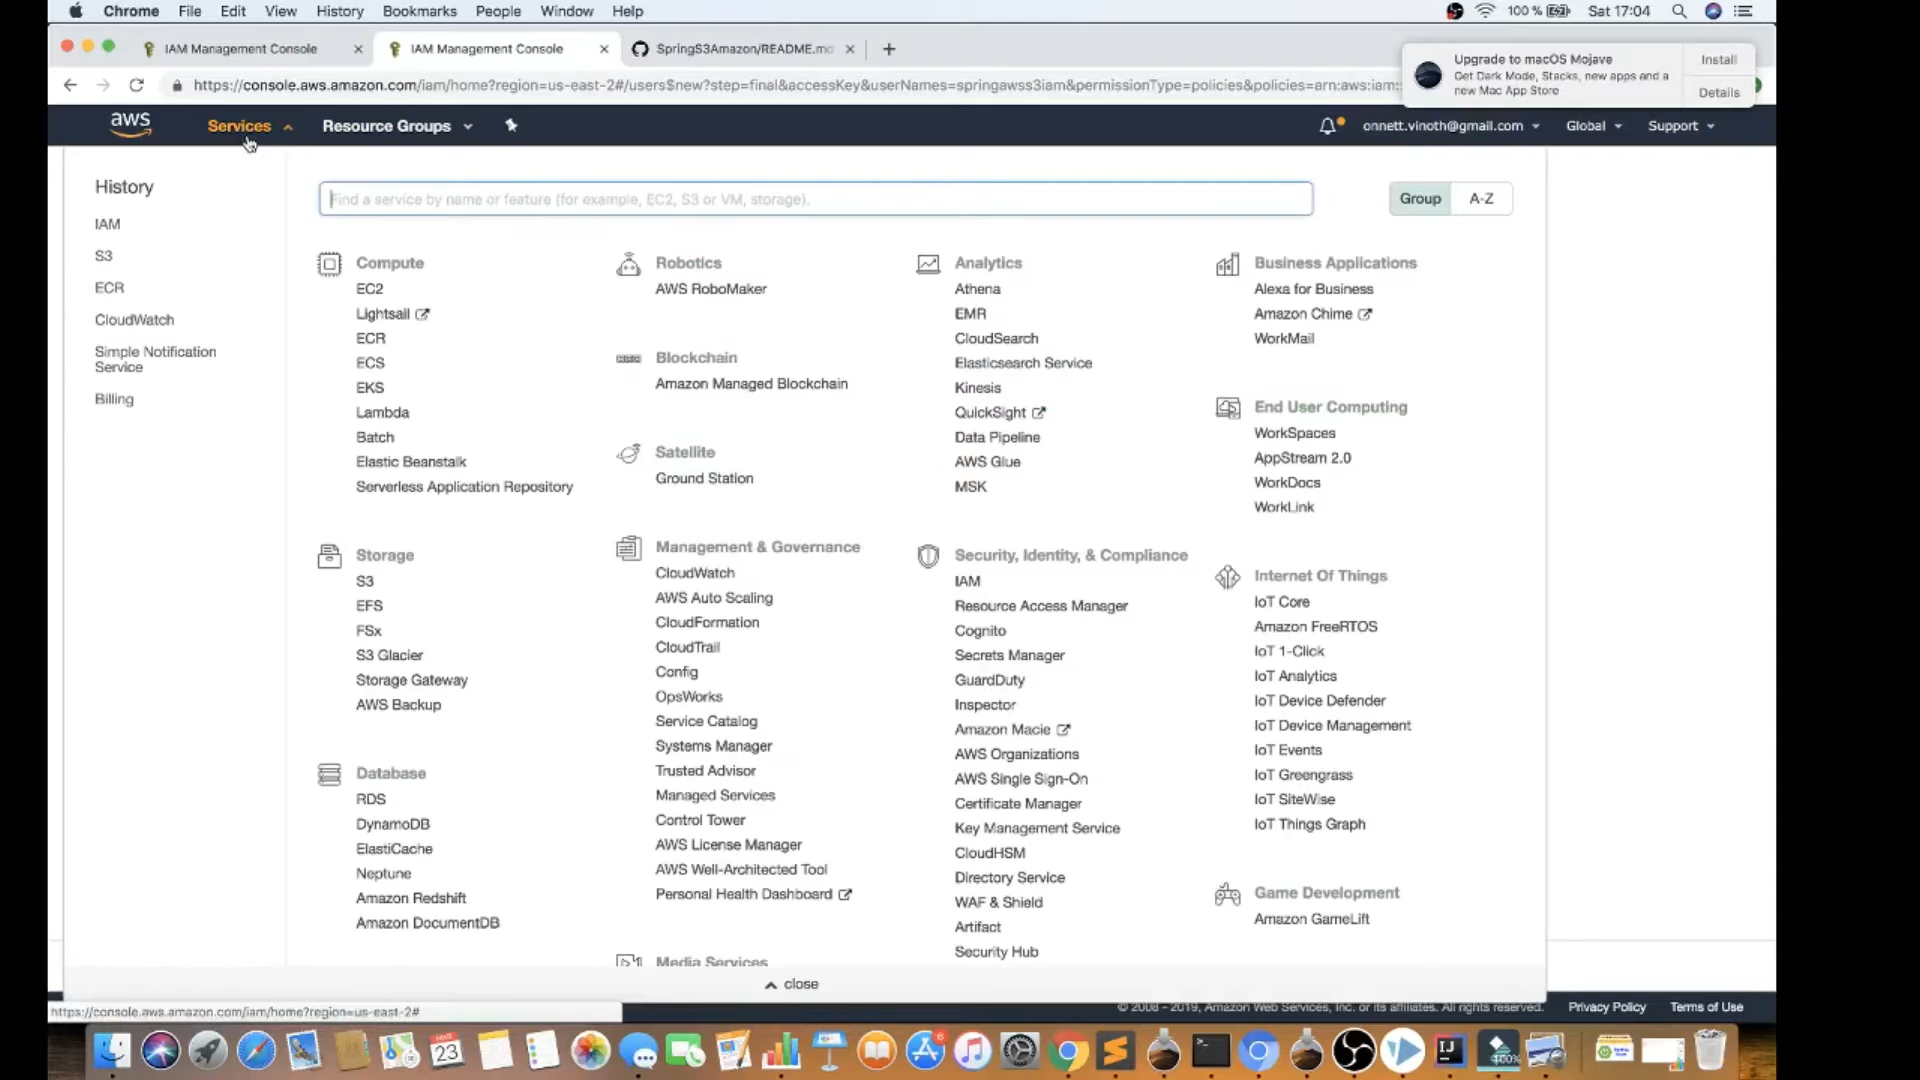 Chrome File Edit View History Bookmarks People Window Help 100 % Sat 17:04
IAM Management Console × IAM Management Console × SpringS3Amazon/README.md × +
Upgrade to macOS Mojave
Get Dark Mode, Stacks, new apps and a
new Mac App Store
Install
Details
https://console.aws.amazon.com/iam/home?region=us-east-2#/users$new?step=final&accessKey&userNames=springawss3iam&permissionType=policies&policies=arn:aws:iam::
aws Services Resource Groups onnett.vinoth@gmail.com Global Support
History
IAM
S3
ECR
CloudWatch
Simple Notification
Service
Billing
Find a service by name or feature (for example, EC2, S3 or VM, storage).
Group A-Z
Compute
EC2
Lightsail
ECR
ECS
EKS
Lambda
Batch
Elastic Beanstalk
Serverless Application Repository
Storage
S3
EFS
FSx
S3 Glacier
Storage Gateway
AWS Backup
Database
RDS
DynamoDB
ElastiCache
Neptune
Amazon Redshift
Amazon DocumentDB
Robotics
AWS RoboMaker
Blockchain
Amazon Managed Blockchain
Satellite
Ground Station
Management & Governance
CloudWatch
AWS Auto Scaling
CloudFormation
CloudTrail
Config
OpsWorks
Service Catalog
Systems Manager
Trusted Advisor
Managed Services
Control Tower
AWS License Manager
AWS Well-Architected Tool
Personal Health Dashboard
Media Services
Analytics
Athena
EMR
CloudSearch
Elasticsearch Service
Kinesis
QuickSight
Data Pipeline
AWS Glue
MSK
Security, Identity, & Compliance
IAM
Resource Access Manager
Cognito
Secrets Manager
GuardDuty
Inspector
Amazon Macie
AWS Organizations
AWS Single Sign-On
Certificate Manager
Key Management Service
CloudHSM
Directory Service
WAF & Shield
Artifact
Security Hub
Business Applications
Alexa for Business
Amazon Chime
WorkMail
End User Computing
WorkSpaces
AppStream 2.0
WorkDocs
WorkLink
Internet Of Things
IoT Core
Amazon FreeRTOS
IoT 1-Click
IoT Analytics
IoT Device Defender
IoT Device Management
IoT Events
IoT Greengrass
IoT SiteWise
IoT Things Graph
Game Development
Amazon GameLift
close
https://console.aws.amazon.com/iam/home?region=us-east-2#
© 2008 - 2019, Amazon Web Services, Inc. or its affiliates. All rights reserved. Privacy Policy Terms of Use
23
IJ
100%